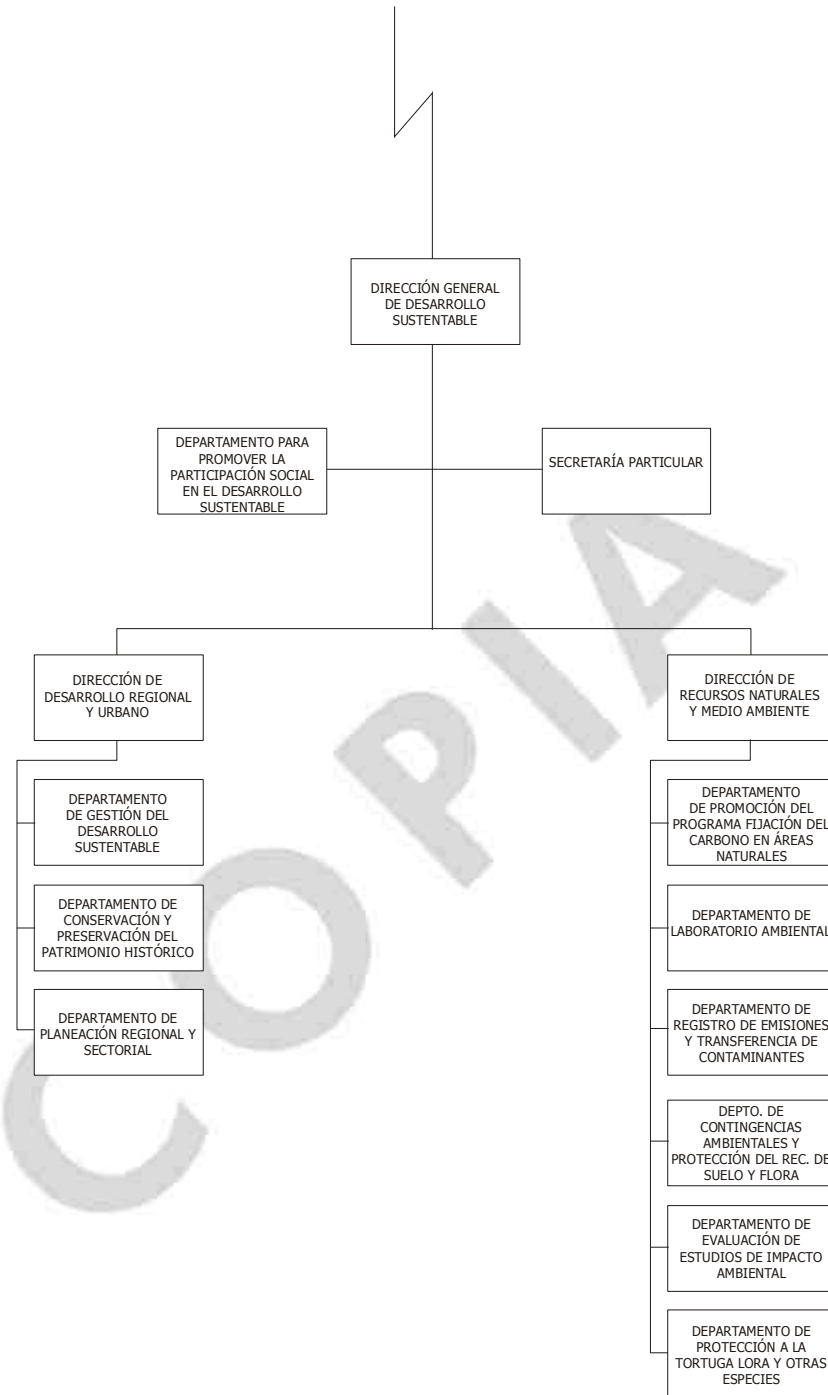 DIRECCIÓN GENERAL
DE DESARROLLO
SUSTENTABLE
DEPARTAMENTO PARA
PROMOVER LA
PARTICIPACIÓN SOCIAL
EN EL DESARROLLO
SUSTENTABLE
SECRETARÍA PARTICULAR
DIRECCIÓN DE
DESARROLLO REGIONAL
Y URBANO
DEPARTAMENTO
DE GESTIÓN DEL
DESARROLLO
SUSTENTABLE
DEPARTAMENTO DE
CONSERVACIÓN Y
PRESERVACIÓN DEL
PATRIMONIO HISTÓRICO
DEPARTAMENTO DE
PLANEACIÓN REGIONAL Y
SECTORIAL
DIRECCIÓN DE
RECURSOS NATURALES
Y MEDIO AMBIENTE
DEPARTAMENTO
DE PROMOCIÓN DEL
PROGRAMA FIJACIÓN DEL
CARBONO EN ÁREAS
NATURALES
DEPARTAMENTO DE
LABORATORIO AMBIENTAL
DEPARTAMENTO DE
REGISTRO DE EMISIONES
Y TRANSFERENCIA DE
CONTAMINANTES
DEPTO. DE
CONTINGENCIAS
AMBIENTALES Y
PROTECCIÓN DEL REC. DE
SUELO Y FLORA
DEPARTAMENTO DE
EVALUACIÓN DE
ESTUDIOS DE IMPACTO
AMBIENTAL
DEPARTAMENTO DE
PROTECCIÓN A LA
TORTUGA LORA Y OTRAS
ESPECIES
COPIA